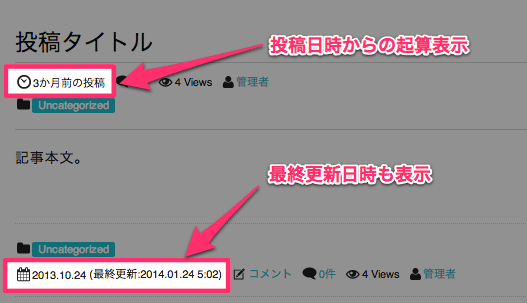 投稿タイトル
投稿日時からの起算表示
3か月前の投稿 4 Views 管理者
Uncategorized
記事本文。
最終更新日時も表示
Uncategorized
2013.10.24 (最終更新:2014.01.24 5:02) コメント 0件 4 Views 管理者